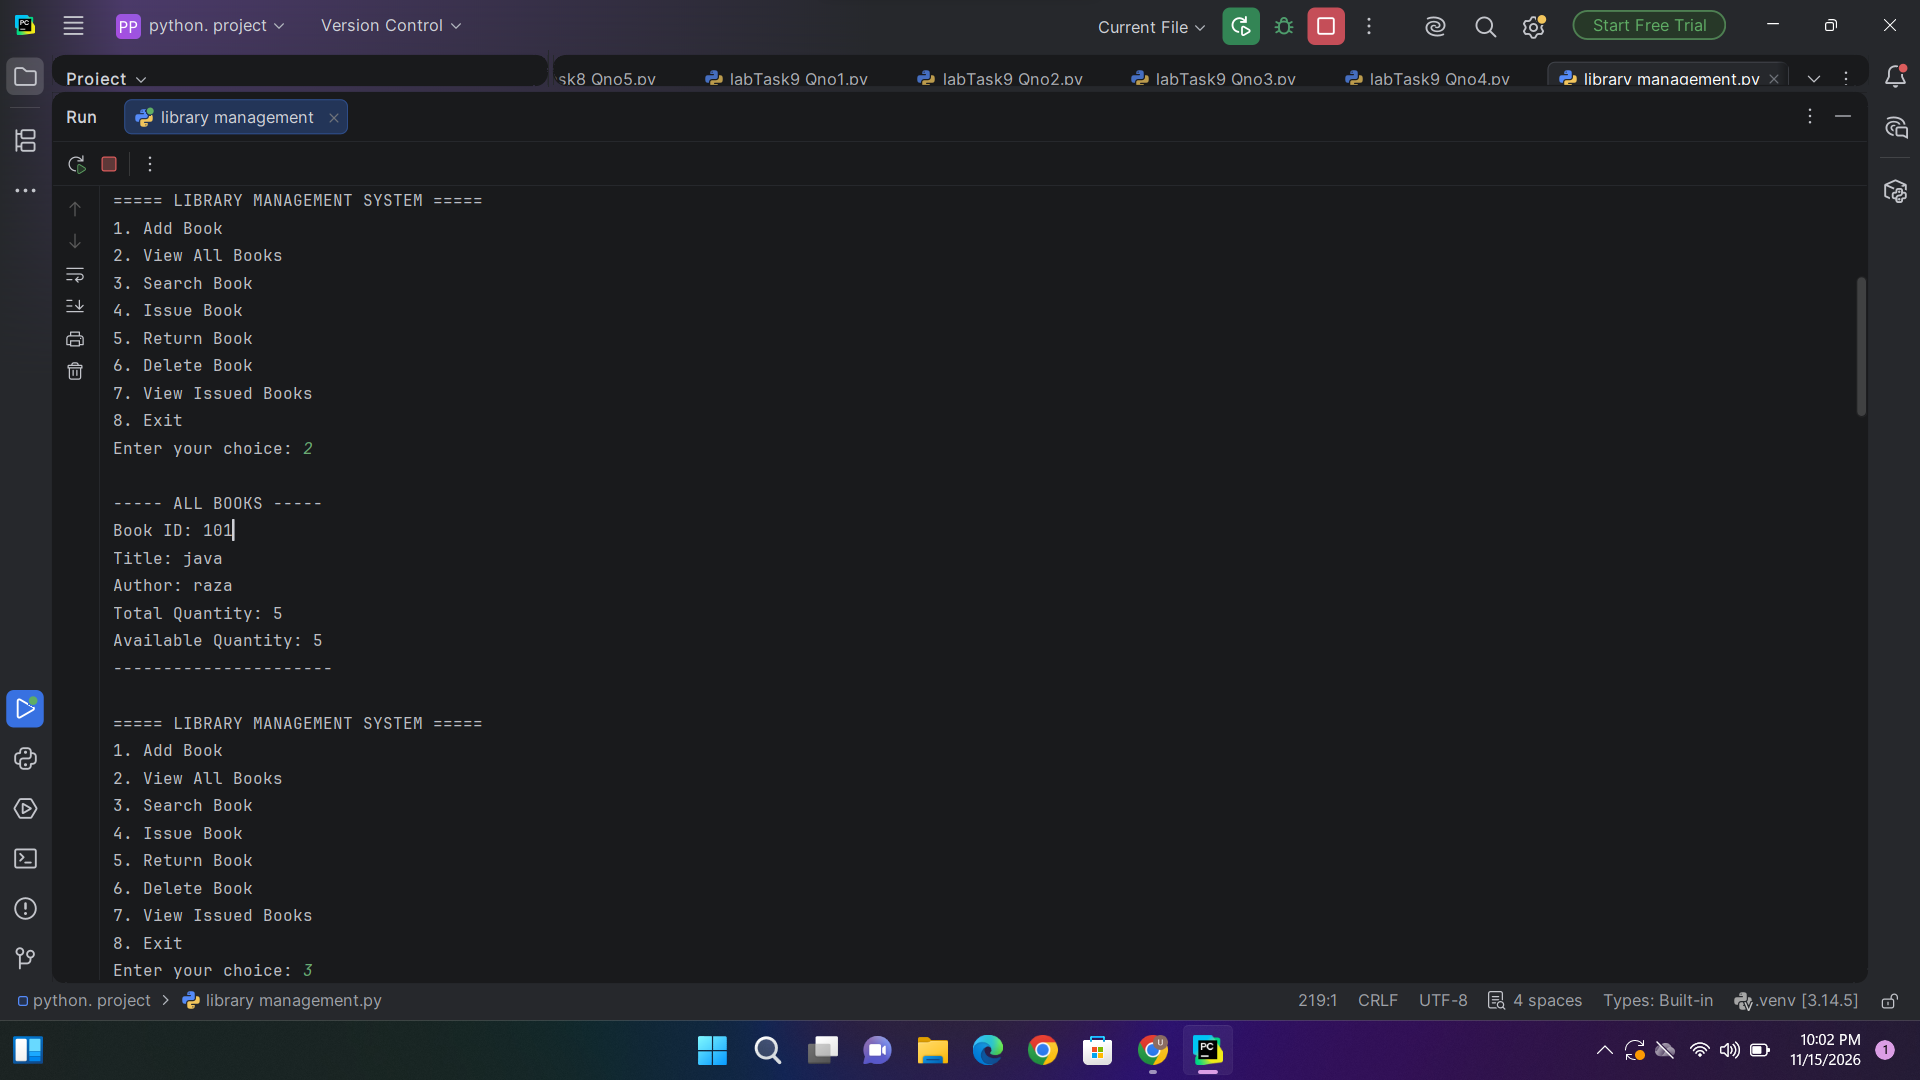 PC
PP python. project Version Control Current File Start Free Trial
Project sk8 Qno5.py labTask9 Qno1.py labTask9 Qno2.py labTask9 Qno3.py labTask9 Qno4.py library management.py
Run library management
===== LIBRARY MANAGEMENT SYSTEM =====
1. Add Book
2. View All Books
3. Search Book
4. Issue Book
5. Return Book
6. Delete Book
7. View Issued Books
8. Exit
Enter your choice: 2
----- ALL BOOKS -----
Book ID: 101
Title: java
Author: raza
Total Quantity: 5
Available Quantity: 5
----------------------
===== LIBRARY MANAGEMENT SYSTEM =====
1. Add Book
2. View All Books
3. Search Book
4. Issue Book
5. Return Book
6. Delete Book
7. View Issued Books
8. Exit
Enter your choice: 3
python. project library management.py 219:1 CRLF UTF-8 4 spaces Types: Built-in .venv [3.14.5]
U PC 10:02 PM
11/15/2026 1